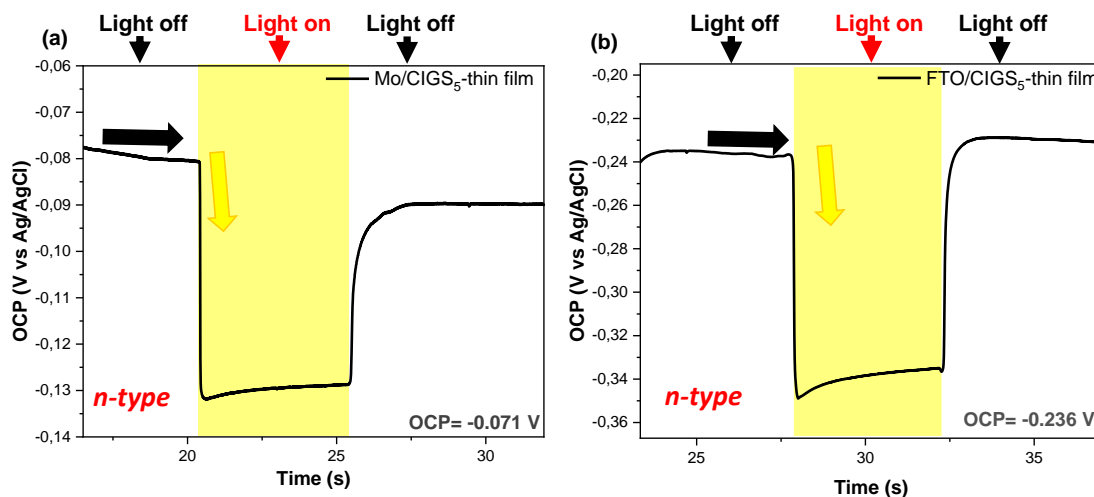 (a)
Light off
Light on
Light off
Mo/CIGS₅-thin film
OCP (V vs Ag/AgCl)
-0,06
-0,07
-0,08
-0,09
-0,10
-0,11
-0,12
-0,13
-0,14
n-type
OCP= -0.071 V
20
25
30
Time (s)
(b)
Light off
Light on
Light off
FTO/CIGS₅-thin film
OCP (V vs Ag/AgCl)
-0,20
-0,22
-0,24
-0,26
-0,28
-0,30
-0,32
-0,34
-0,36
n-type
OCP= -0.236 V
25
30
35
Time (s)